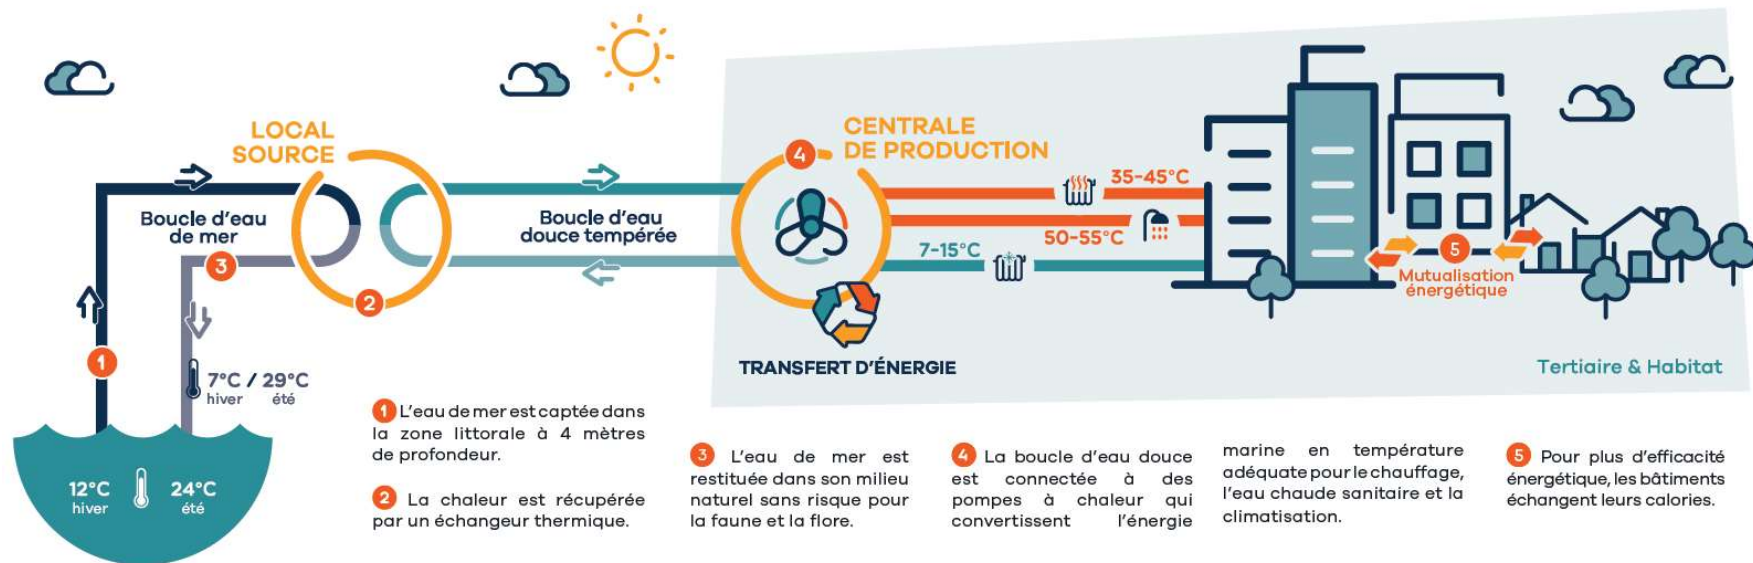 LOCAL
SOURCE
4
CENTRALE
DE PRODUCTION
35-45°C
Boucle d'eau
de mer
Boucle d'eau
douce tempérée
50-55°C
7-15°C
3
2
5
Mutualisation
énergétique
1
7°C / 29°C
hiver été
TRANSFERT D'ÉNERGIE
Tertiaire & Habitat
12°C 24°C
hiver été
1 L'eau de mer est captée dans
la zone littorale à 4 mètres
de profondeur.
2 La chaleur est récupérée
par un échangeur thermique.
3 L'eau de mer est
restituée dans son milieu
naturel sans risque pour
la faune et la flore.
4 La boucle d'eau douce
est connectée à des
pompes à chaleur qui
convertissent l'énergie
marine en température
adéquate pour le chauffage,
l'eau chaude sanitaire et la
climatisation.
5 Pour plus d'efficacité
énergétique, les bâtiments
échangent leurs calories.